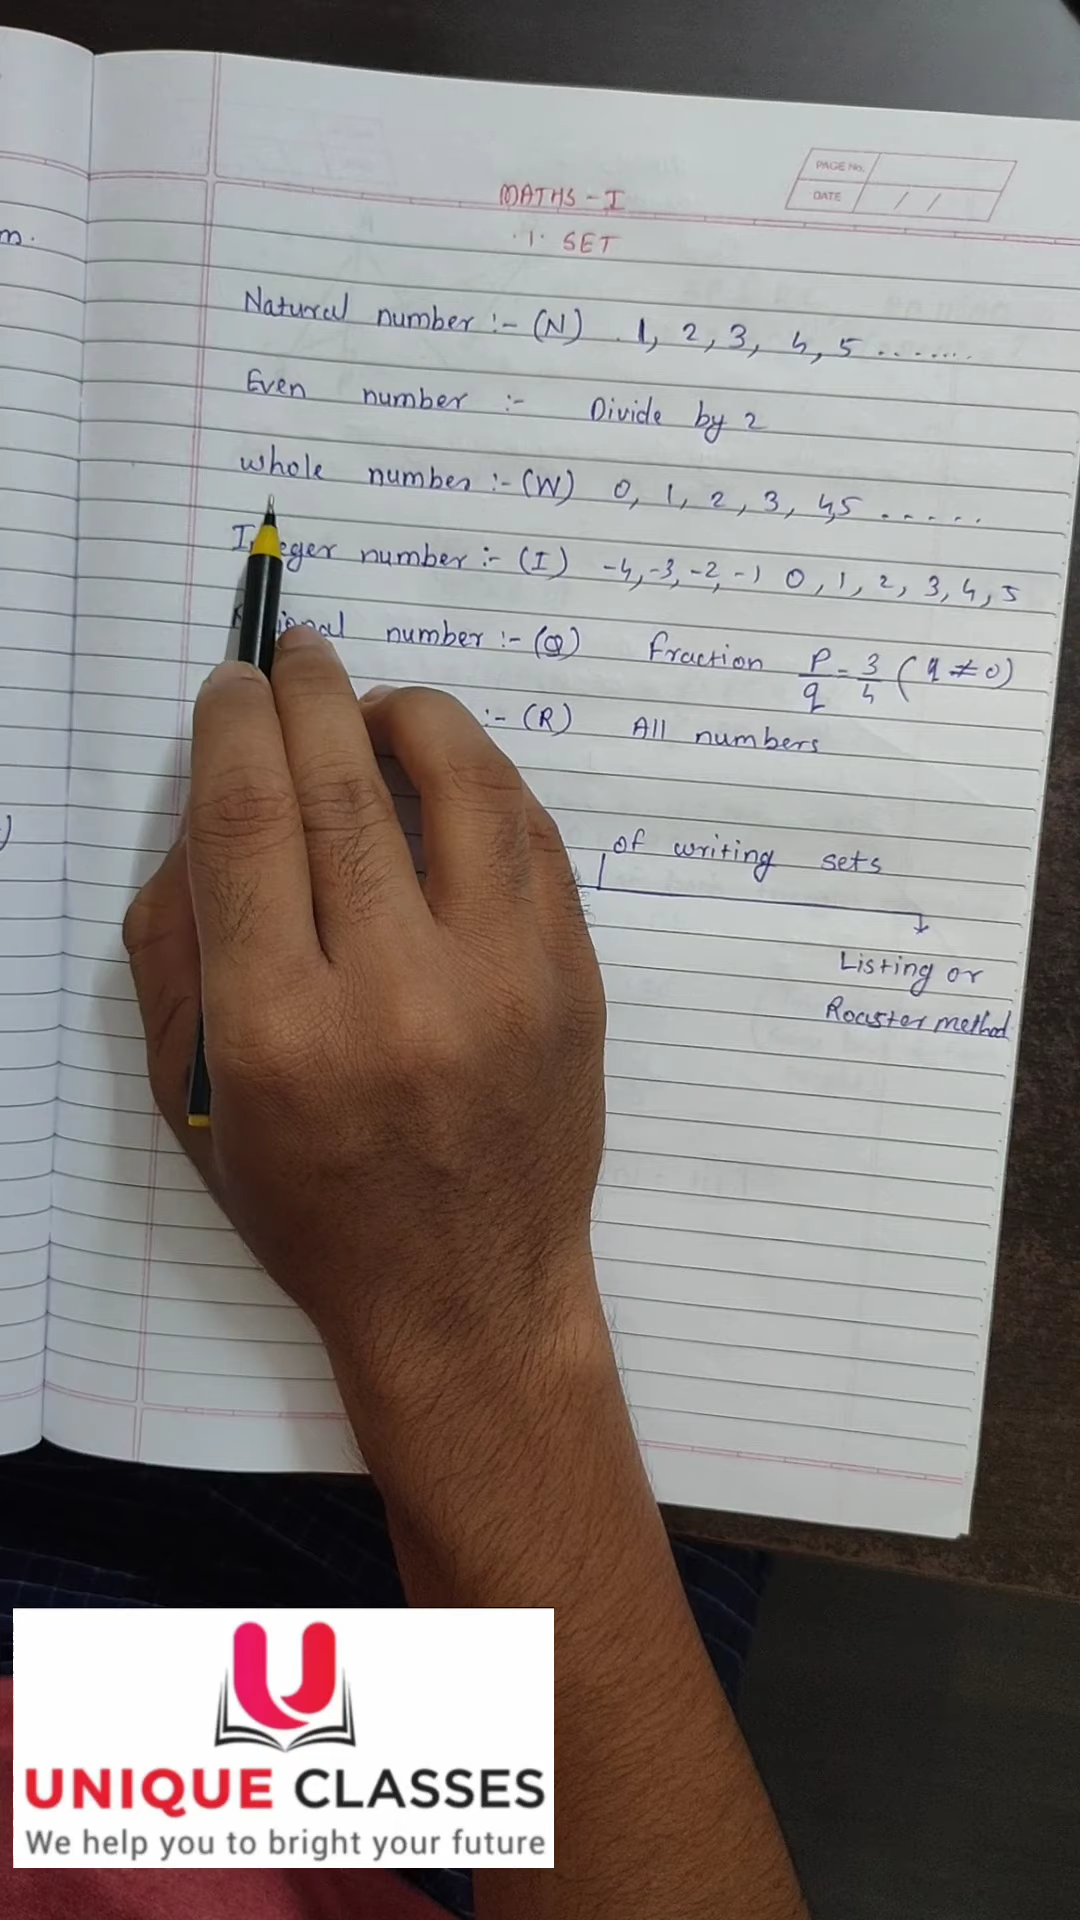 PAGE No.
DATE / /
MATHS - I
1. SET
m.
Natural number :- (N) 1, 2, 3, 4, 5 .......
Even number :- Divide by 2
whole number :- (W) 0, 1, 2, 3, 4, 5 .....
Integer number :- (I) -4, -3, -2, -1 0, 1, 2, 3, 4, 5
number :- (Q) fraction p/q = 3/4 (q ≠ 0)
:- (R) All numbers
of writing sets
Listing or
Roaster method
UNIQUE CLASSES
We help you to bright your future